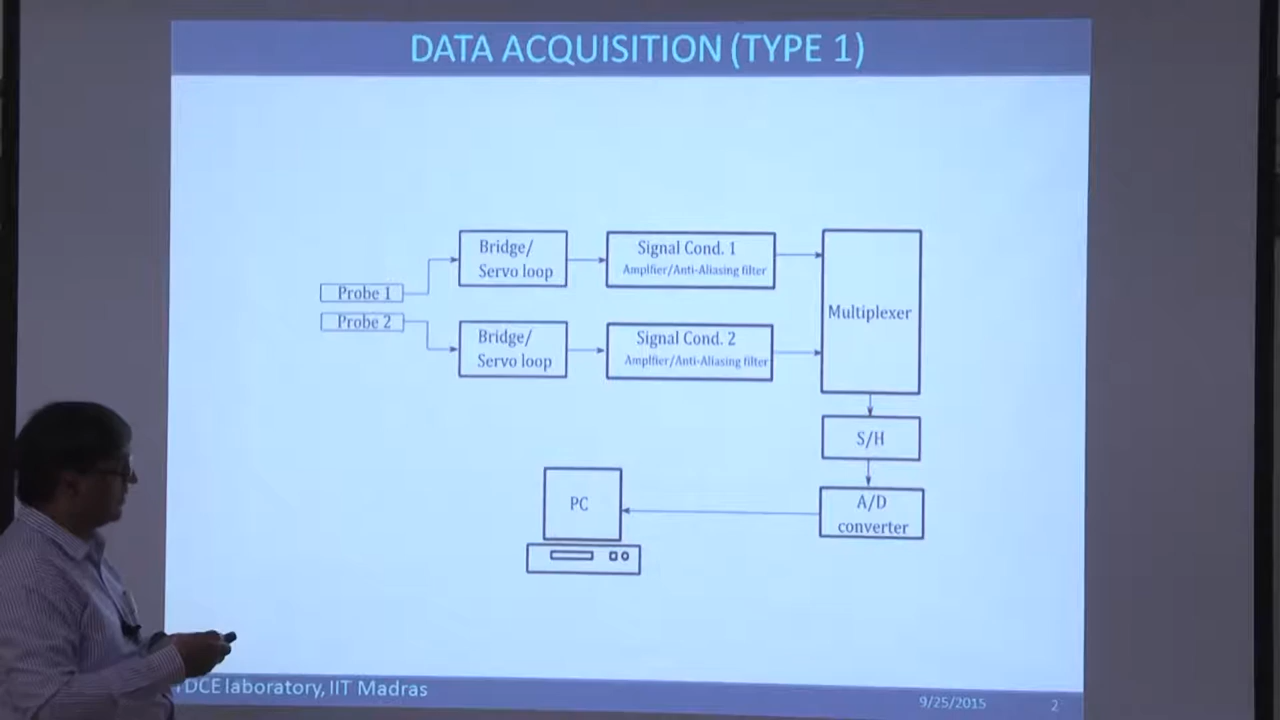 DATA ACQUISITION (TYPE 1)
Probe 1
Probe 2
Bridge/
Servo loop
Signal Cond. 1
Amplfier/Anti-Aliasing filter
Bridge/
Servo loop
Signal Cond. 2
Amplfier/Anti-Aliasing filter
Multiplexer
S/H
A/D
converter
PC
DCE laboratory, IIT Madras
9/25/2015
2